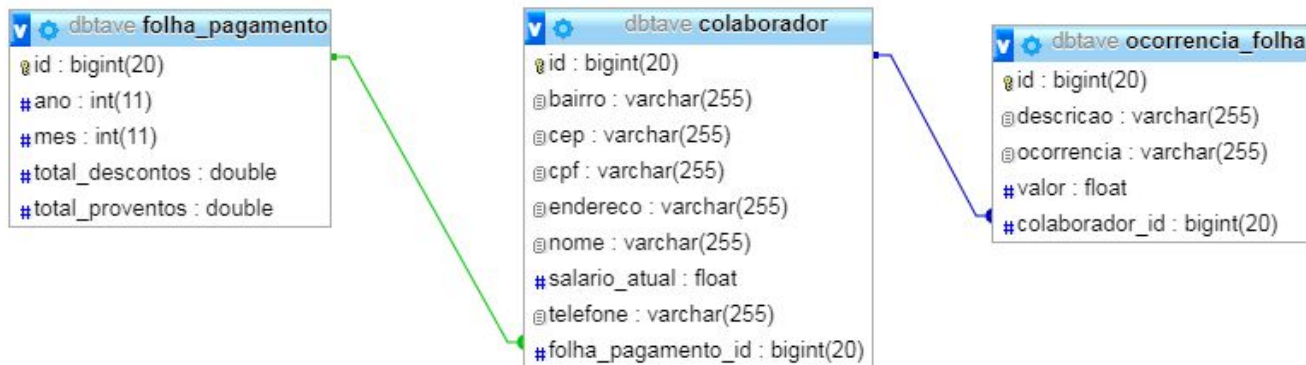 dbtave folha_pagamento
id : bigint(20)
ano : int(11)
mes : int(11)
total_descontos : double
total_proventos : double
dbtave colaborador
id : bigint(20)
bairro : varchar(255)
cep : varchar(255)
cpf : varchar(255)
endereco : varchar(255)
nome : varchar(255)
salario_atual : float
telefone : varchar(255)
folha_pagamento_id : bigint(20)
dbtave ocorrencia_folha
id : bigint(20)
descricao : varchar(255)
ocorrencia : varchar(255)
valor : float
colaborador_id : bigint(20)